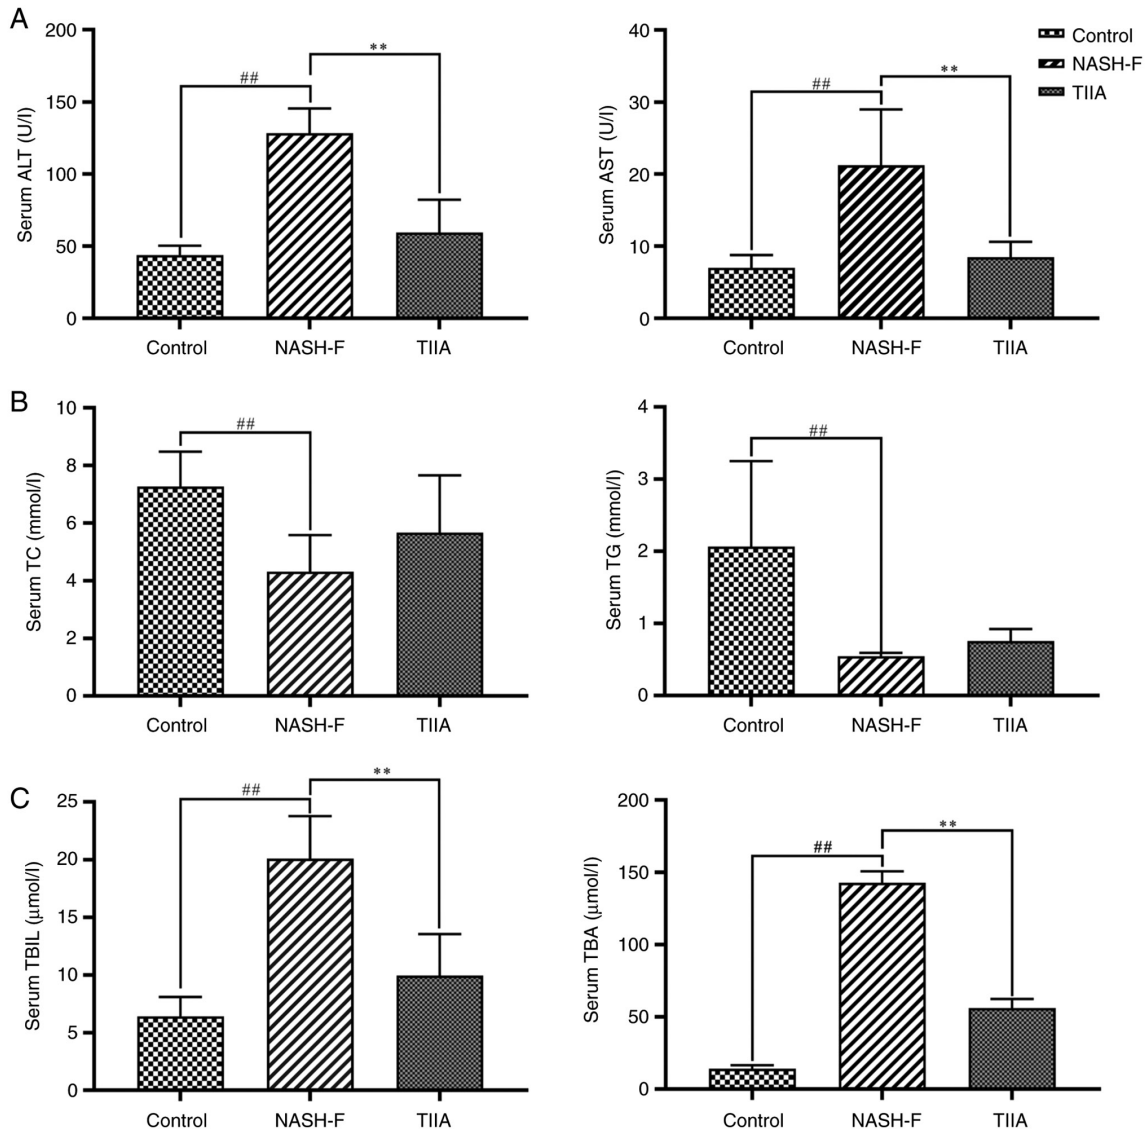 A
Serum ALT (U/l)
200
150
100
50
0
##
**
Control
NASH-F
TIIA
Serum AST (U/l)
40
30
20
10
0
##
**
Control
NASH-F
TIIA
Control
NASH-F
TIIA
B
Serum TC (mmol/l)
10
8
6
4
2
0
##
Control
NASH-F
TIIA
Serum TG (mmol/l)
4
3
2
1
0
##
Control
NASH-F
TIIA
C
Serum TBIL (μmol/l)
25
20
15
10
5
0
##
**
Control
NASH-F
TIIA
Serum TBA (μmol/l)
200
150
100
50
0
##
**
Control
NASH-F
TIIA